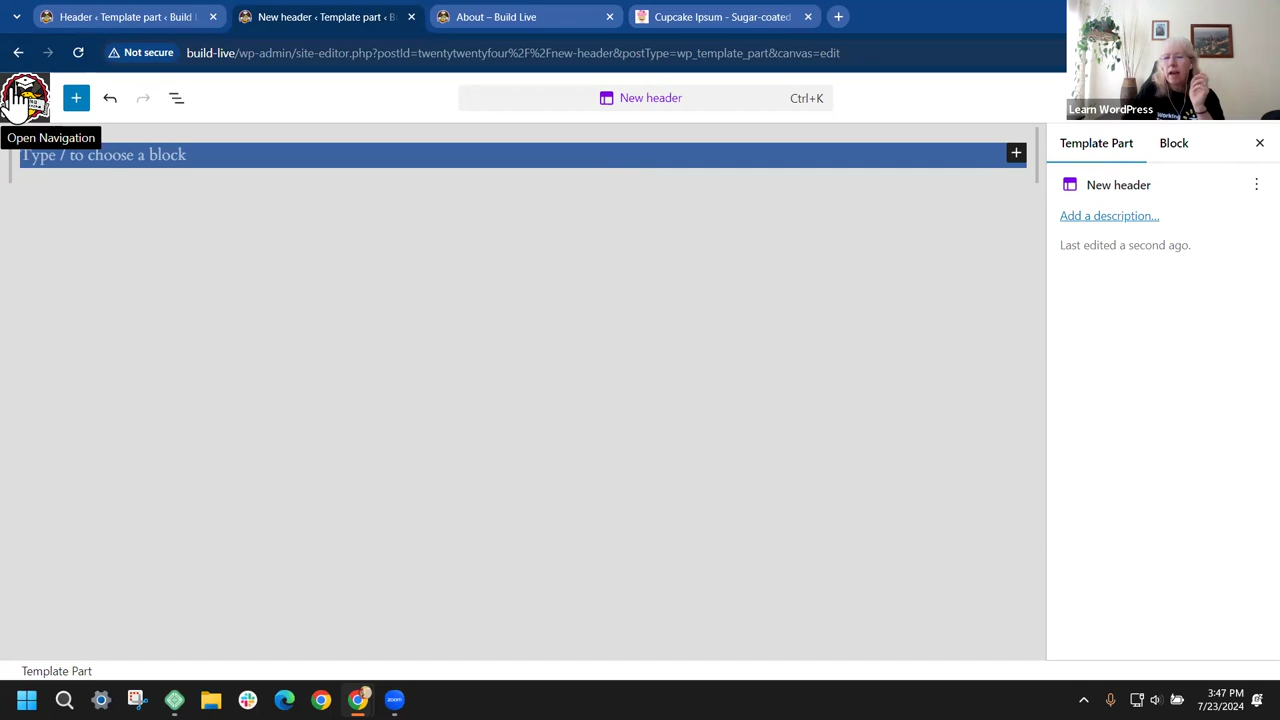 Header ‹ Template part ‹ Build L
New header ‹ Template part ‹ B
About – Build Live
Cupcake Ipsum - Sugar-coated
Not secure
build-live/wp-admin/site-editor.php?postId=twentytwentyfour%2F%2Fnew-header&postType=wp_template_part&canvas=edit
New header
Ctrl+K
Learn WordPress
Working
Open Navigation
Type / to choose a block
Template Part
Block
New header
Add a description...
Last edited a second ago.
Template Part
zoom
3:47 PM
7/23/2024